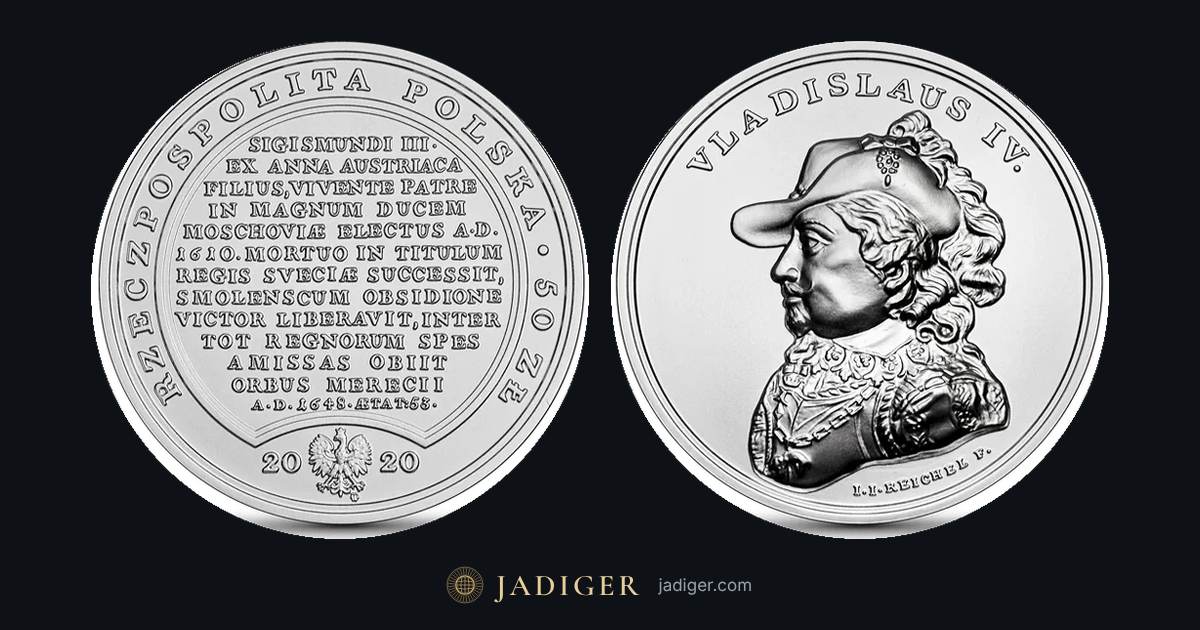 RZECZPOSPOLITA POLSKA · 50 ZŁ
SIGISMUNDI III·
EX ANNA AUSTRIACA
FILIUS, VIVENTE PATRE
IN MAGNUM DUCEM
MOSCHOVIÆ ELECTUS A·D.
1610. MORTUO IN TITULUM
REGIS SVECIÆ SUCCESSIT,
SMOLENSCUM OBSIDIONE
VICTOR LIBERAVIT, INTER
TOT REGNORUM SPES
AMISSAS OBIIT
ORBUS MERECII
A·D·1648·ÆTAT:53·
2020
VLADISLAUS IV.
I·I·REICHEL F.
JADIGER jadiger.com